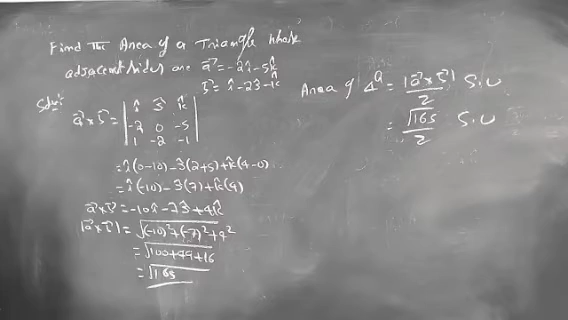 Find The Area of a Triangle whose
adjacent sides are a⃗ = -2î - 5k̂
b⃗ = î - 2ĵ - k̂
Soln:
a⃗ × b⃗ = | î ĵ k̂ |
| -2 0 -5 |
| 1 -2 -1 |
= î(0-10) - ĵ(2+5) + k̂(4-0)
= î(-10) - ĵ(7) + k̂(4)
a⃗ × b⃗ = -10î - 7ĵ + 4k̂
|a⃗ × b⃗| = √(-10)² + (-7)² + 4²
= √100+49+16
= √165
Area of Δle = |a⃗ × b⃗| / 2 S.U
= √165 / 2 S.U